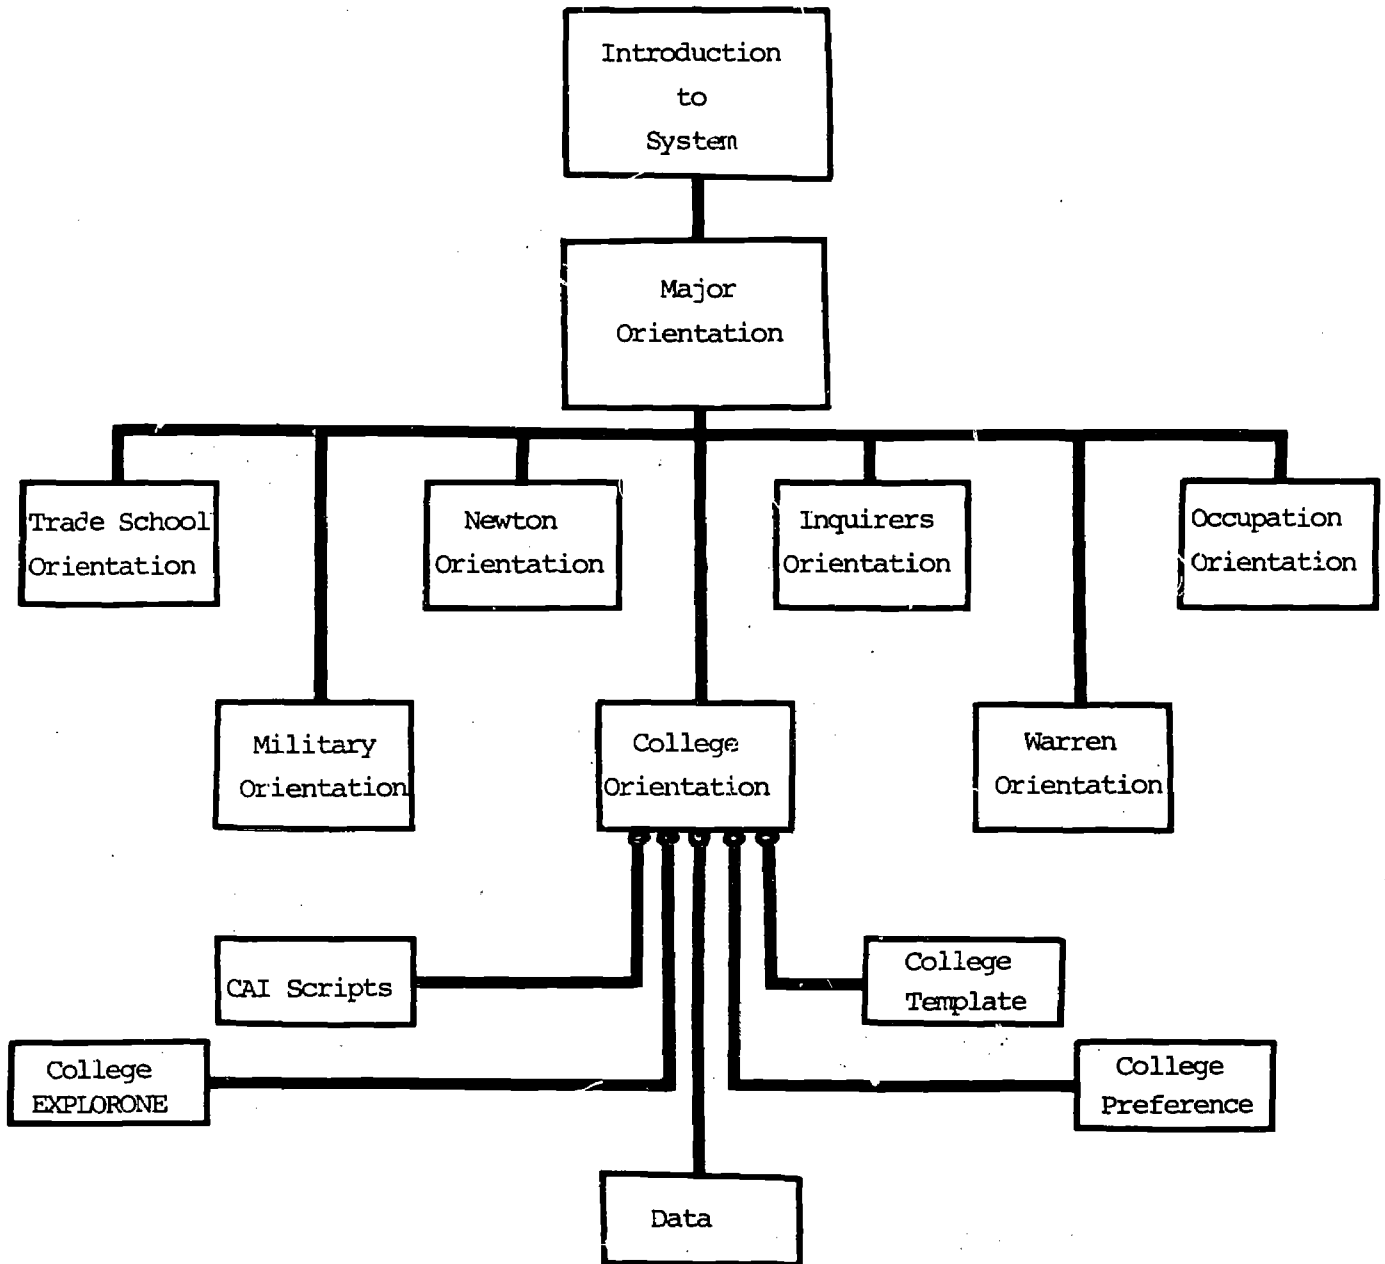 Introduction
to
System
Major
Orientation
Trade School
Orientation
Newton
Orientation
Inquirers
Orientation
Occupation
Orientation
Military
Orientation
College
Orientation
Warren
Orientation
CAI Scripts
College
Template
College
EXPLORONE
College
Preference
Data